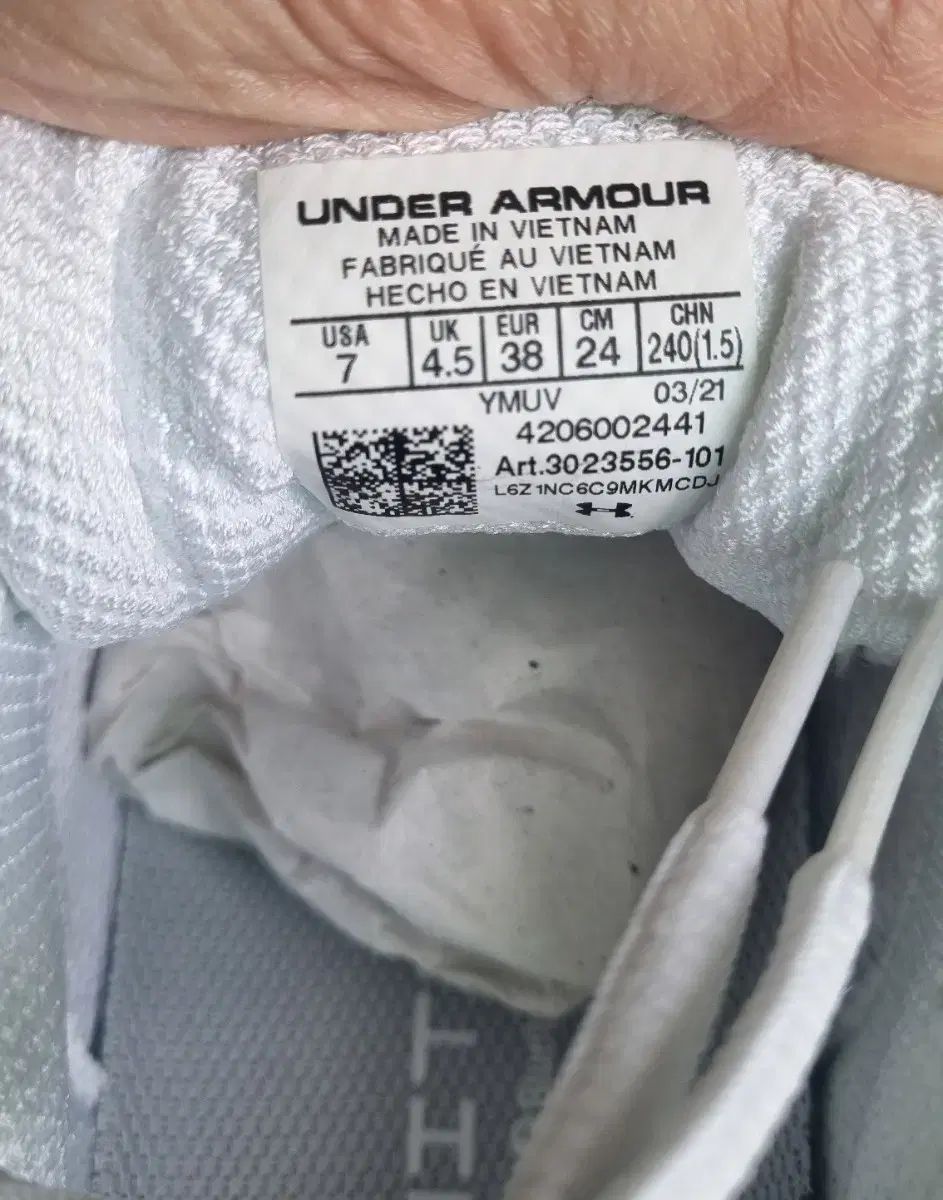 UNDER ARMOUR
MADE IN VIETNAM
FABRIQUÉ AU VIETNAM
HECHO EN VIETNAM
USA UK EUR CM CHN
7 4.5 38 24 240(1.5)
YMUV 03/21
4206002441
Art.3023556-101
L6Z1NC6C9MKMCDJ